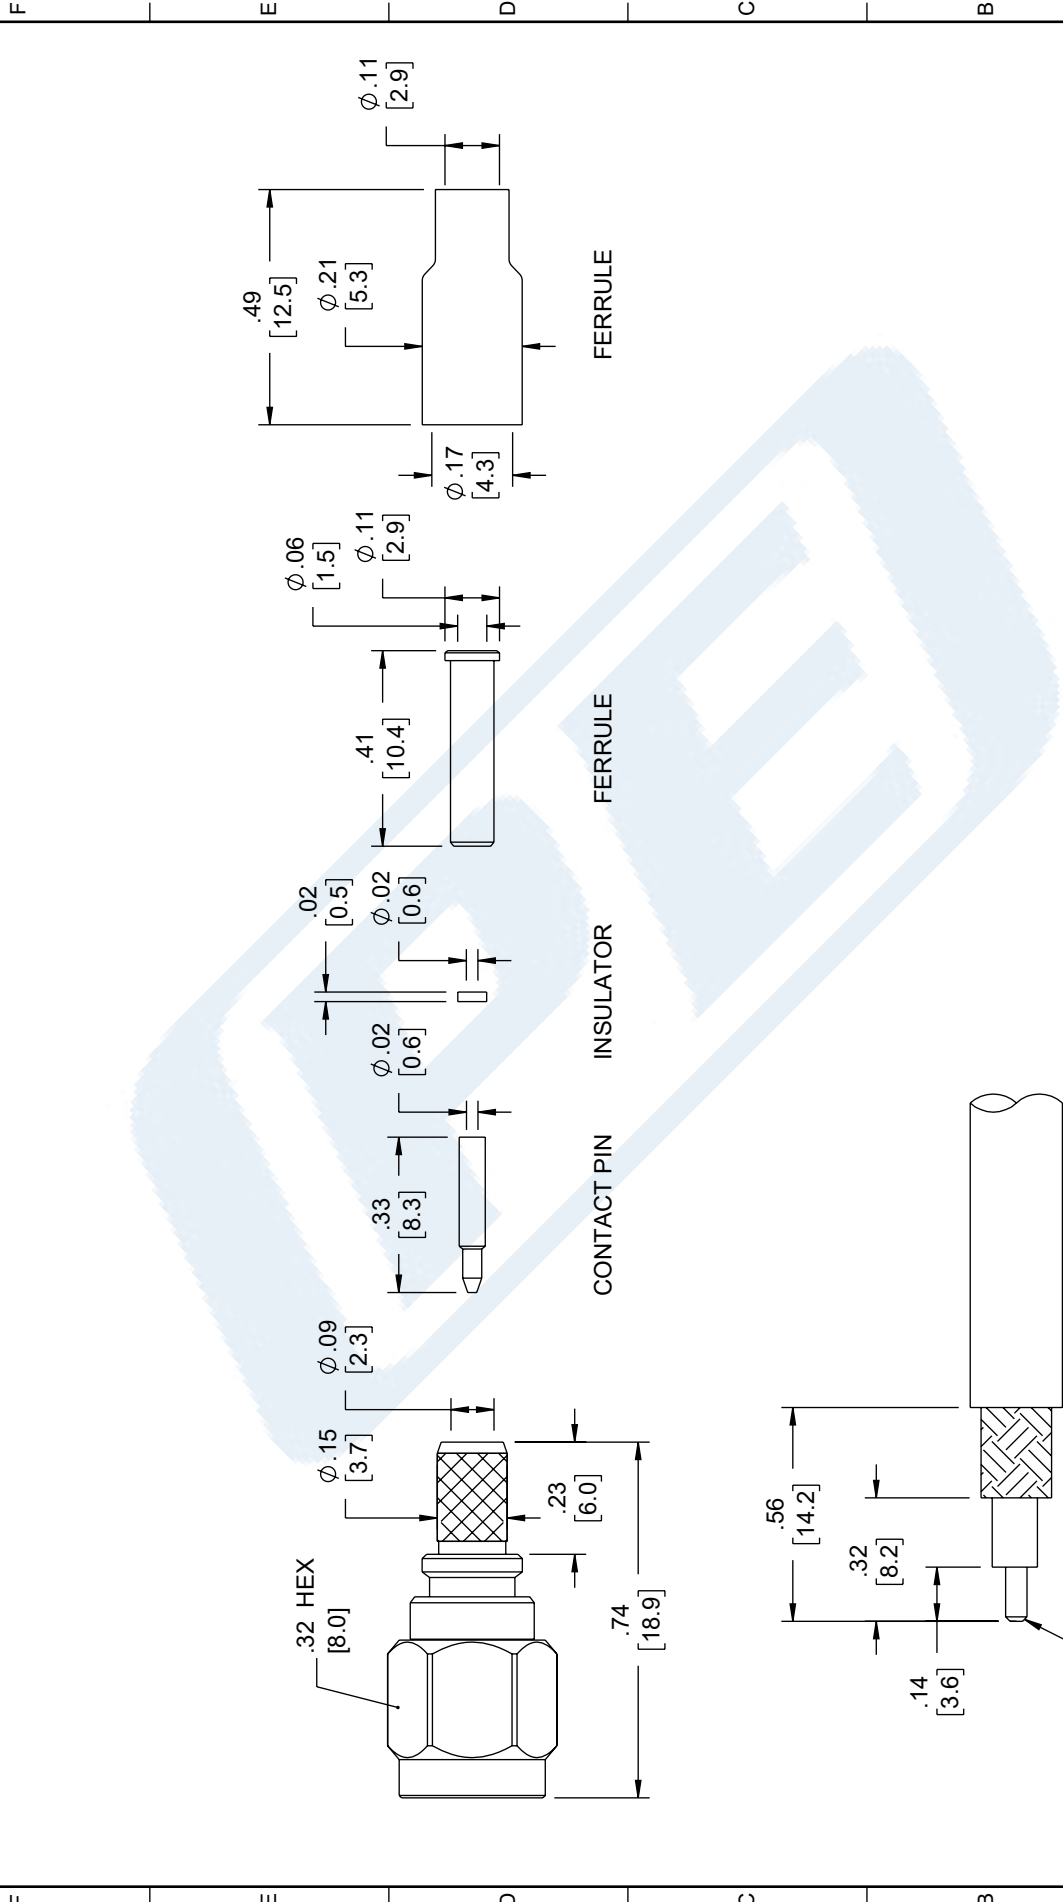 F
E
D
C
B
.32 HEX
[8.0]
⌀.15
[3.7]
⌀.09
[2.3]
.23
[6.0]
.74
[18.9]
.33
[8.3]
⌀.02
[0.6]
CONTACT PIN
.02
[0.5]
⌀.02
[0.6]
INSULATOR
.41
[10.4]
⌀.06
[1.5]
⌀.11
[2.9]
FERRULE
.49
[12.5]
⌀.21
[5.3]
⌀.17
[4.3]
⌀.11
[2.9]
FERRULE
.56
[14.2]
.32
[8.2]
.14
[3.6]
PE
F
E
D
C
B